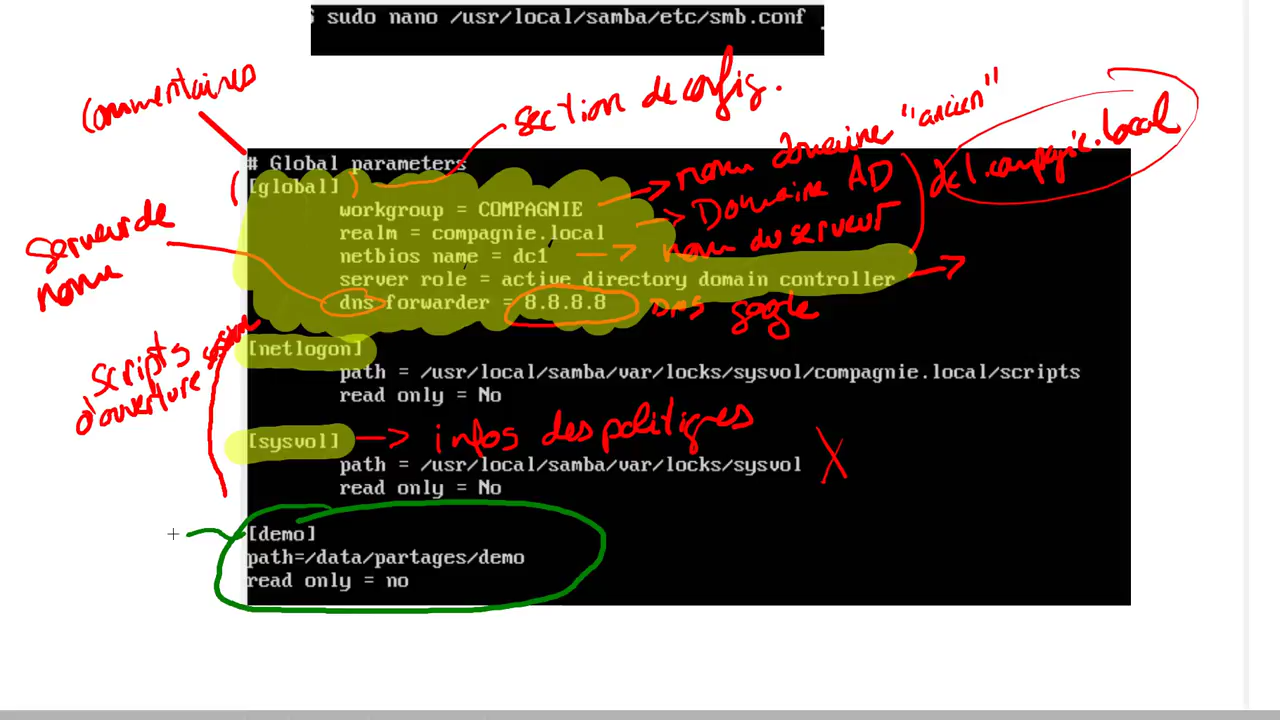 sudo nano /usr/local/samba/etc/smb.conf
commentaires
section de config.
# Global parameters
[global]
workgroup = COMPAGNIE
nom domaine "ancien"
realm = compagnie.local
Domaine AD
netbios name = dc1
nom du serveur
dc1.compagnie.local
server role = active directory domain controller
serveur de
noms
dns forwarder = 8.8.8.8
DNS google
[netlogon]
scripts
d'ouverture session
path = /usr/local/samba/var/locks/sysvol/compagnie.local/scripts
read only = No
[sysvol]
infos des politiques
path = /usr/local/samba/var/locks/sysvol
X
read only = No
[demo]
path=/data/partages/demo
read only = no